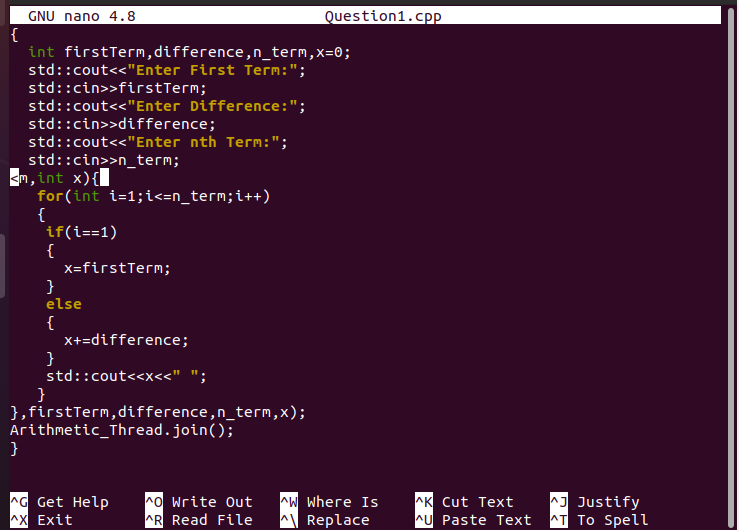 GNU nano 4.8 Question1.cpp
{
  int firstTerm,difference,n_term,x=0;
  std::cout<<"Enter First Term:";
  std::cin>>firstTerm;
  std::cout<<"Enter Difference:";
  std::cin>>difference;
  std::cout<<"Enter nth Term:";
  std::cin>>n_term;
<m,int x){
   for(int i=1;i<=n_term;i++)
   {
    if(i==1)
    {
      x=firstTerm;
    }
    else
    {
      x+=difference;
    }
    std::cout<<x<<" ";
   }
},firstTerm,difference,n_term,x);
Arithmetic_Thread.join();
}
^G Get Help ^O Write Out ^W Where Is ^K Cut Text ^J Justify
^X Exit ^R Read File ^\ Replace ^U Paste Text ^T To Spell